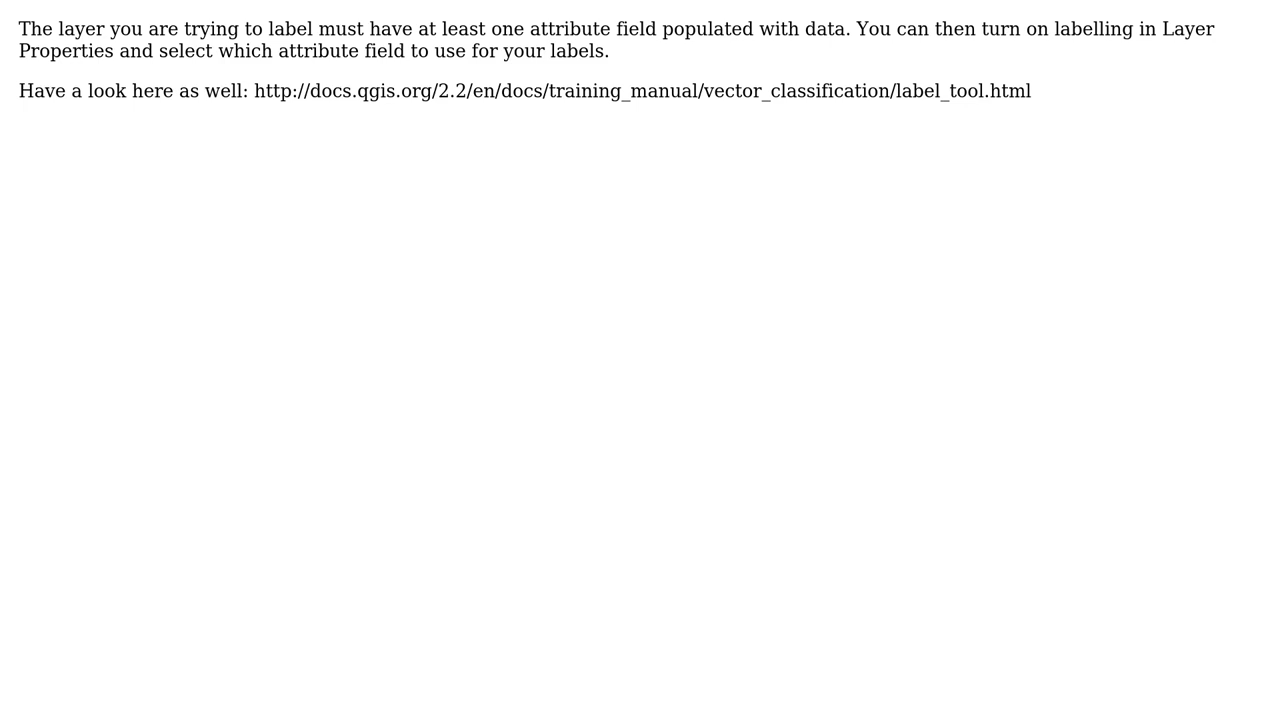 The layer you are trying to label must have at least one attribute field populated with data. You can then turn on labelling in Layer
Properties and select which attribute field to use for your labels.
Have a look here as well: http://docs.qgis.org/2.2/en/docs/training_manual/vector_classification/label_tool.html